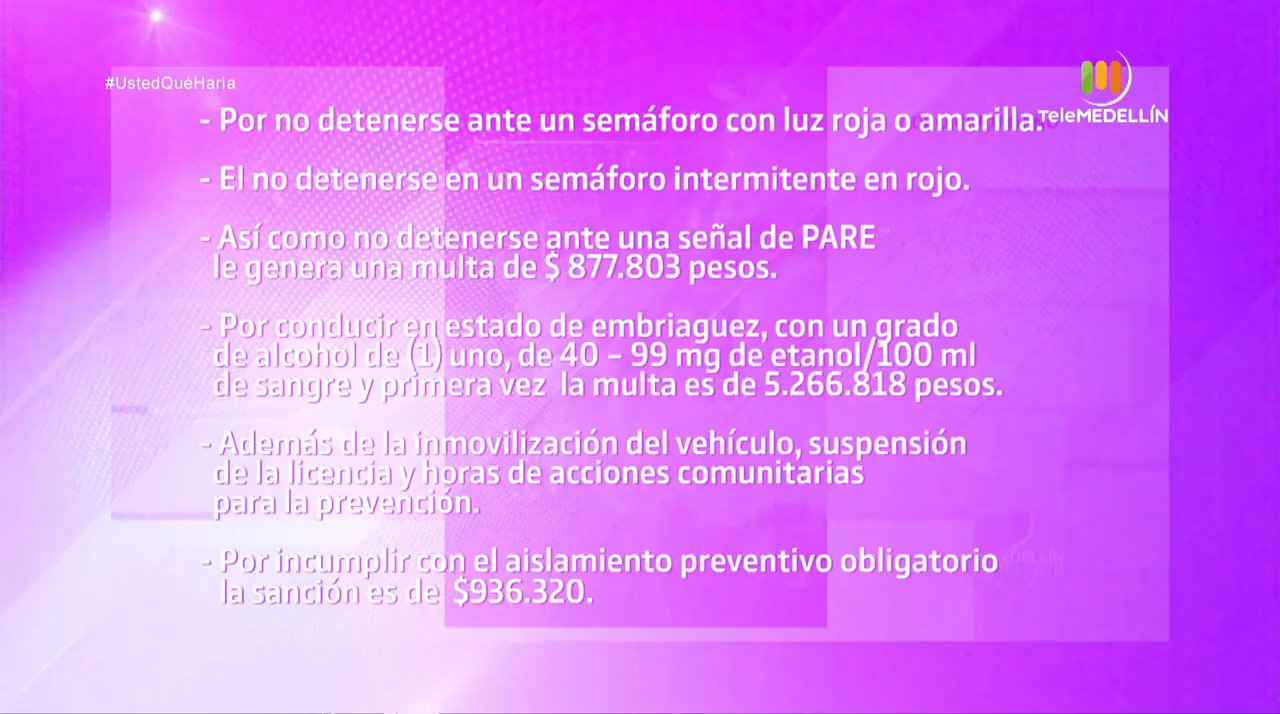 #UstedQuéHaria
TeleMEDELLÍN
- Por no detenerse ante un semáforo con luz roja o amarilla.
- El no detenerse en un semáforo intermitente en rojo.
- Así como no detenerse ante una señal de PARE
le genera una multa de $ 877.803 pesos.
- Por conducir en estado de embriaguez, con un grado
de alcohol de (1) uno, de 40 – 99 mg de etanol/100 ml
de sangre y primera vez la multa es de 5.266.818 pesos.
- Además de la inmovilización del vehículo, suspensión
de la licencia y horas de acciones comunitarias
para la prevención.
- Por incumplir con el aislamiento preventivo obligatorio
la sanción es de $936.320.